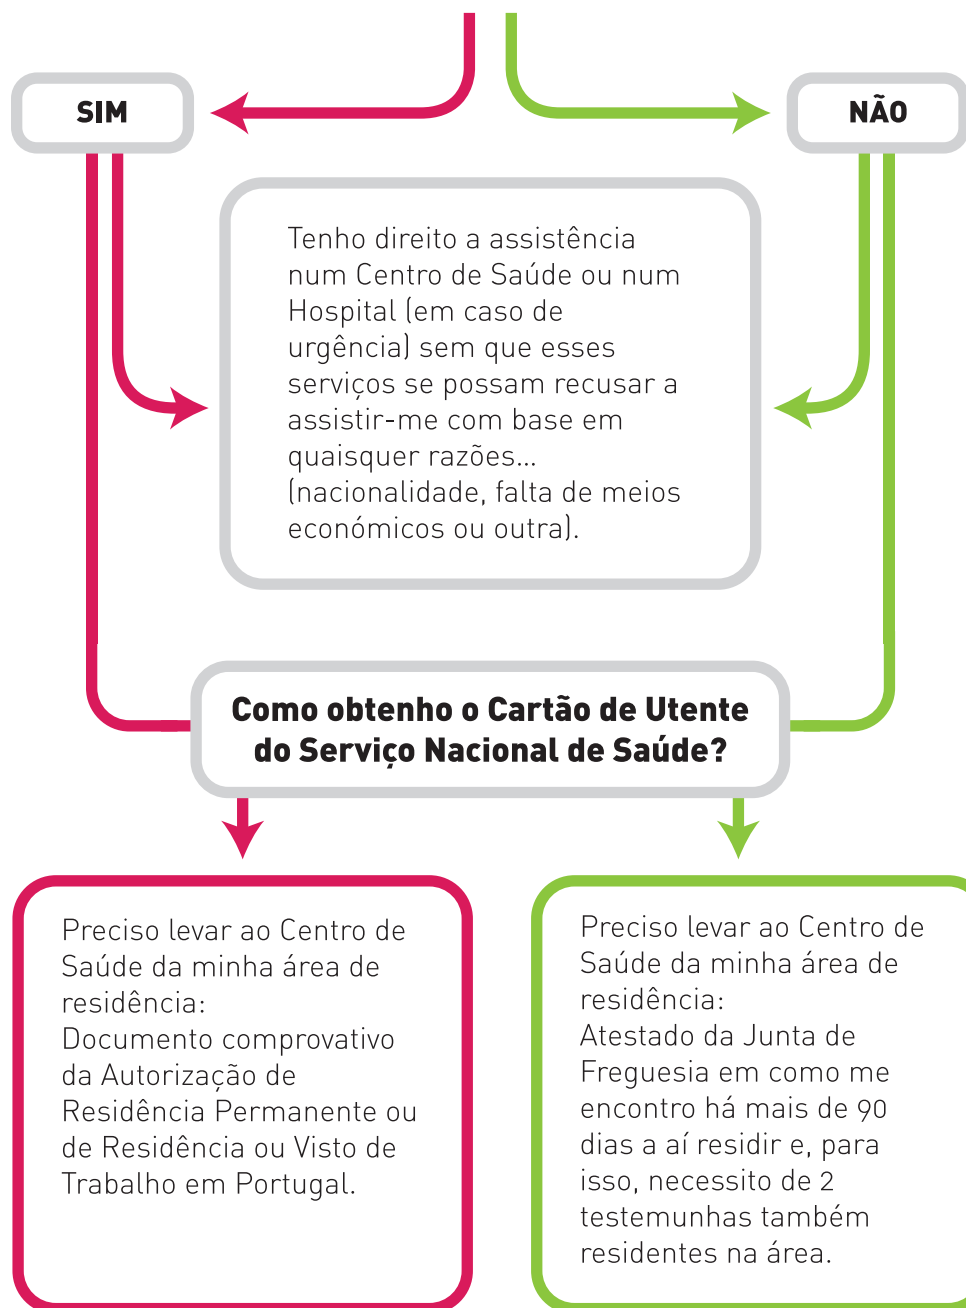 SIM
NÃO
Tenho direito a assistência
num Centro de Saúde ou num
Hospital (em caso de
urgência) sem que esses
serviços se possam recusar a
assistir-me com base em
quaisquer razões...
(nacionalidade, falta de meios
económicos ou outra).
Como obtenho o Cartão de Utente
do Serviço Nacional de Saúde?
Preciso levar ao Centro de
Saúde da minha área de
residência:
Documento comprovativo
da Autorização de
Residência Permanente ou
de Residência ou Visto de
Trabalho em Portugal.
Preciso levar ao Centro de
Saúde da minha área de
residência:
Atestado da Junta de
Freguesia em como me
encontro há mais de 90
dias a aí residir e, para
isso, necessito de 2
testemunhas também
residentes na área.